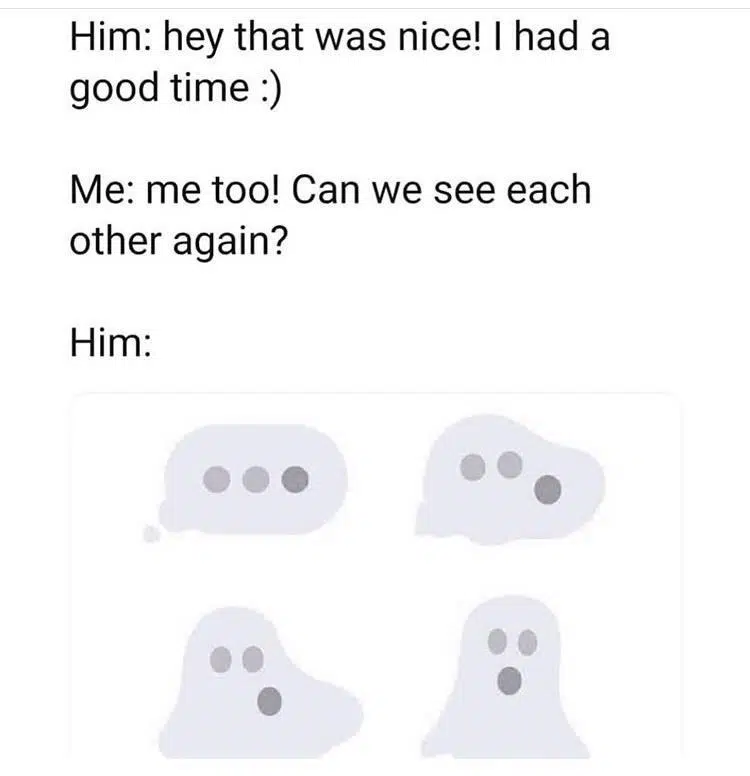 Him: hey that was nice! I had a
good time :)
Me: me too! Can we see each
other again?
Him: